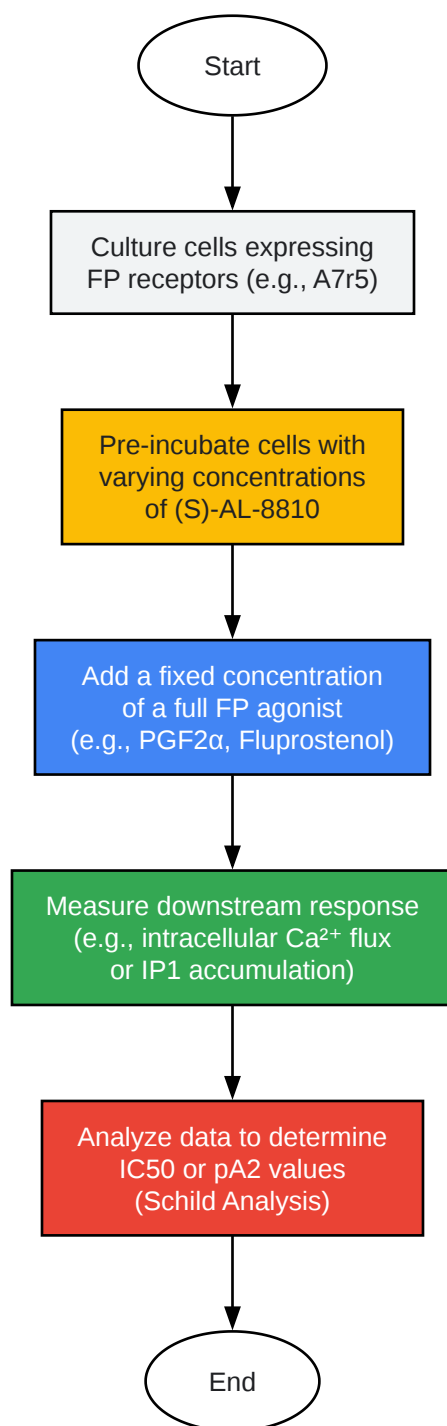 Start
Culture cells expressing
FP receptors (e.g., A7r5)
Pre-incubate cells with
varying concentrations
of (S)-AL-8810
Add a fixed concentration
of a full FP agonist
(e.g., PGF2α, Fluprostenol)
Measure downstream response
(e.g., intracellular Ca²⁺ flux
or IP1 accumulation)
Analyze data to determine
IC50 or pA2 values
(Schild Analysis)
End